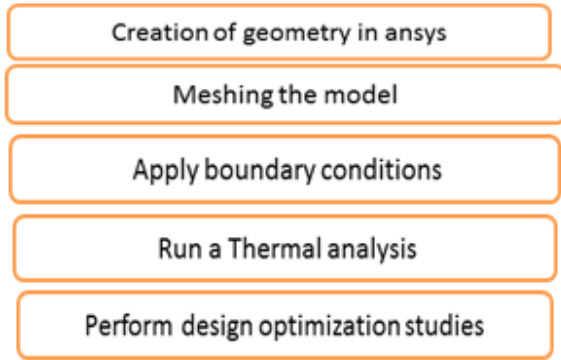 Creation of geometry in ansys
Meshing the model
Apply boundary conditions
Run a Thermal analysis
Perform design optimization studies